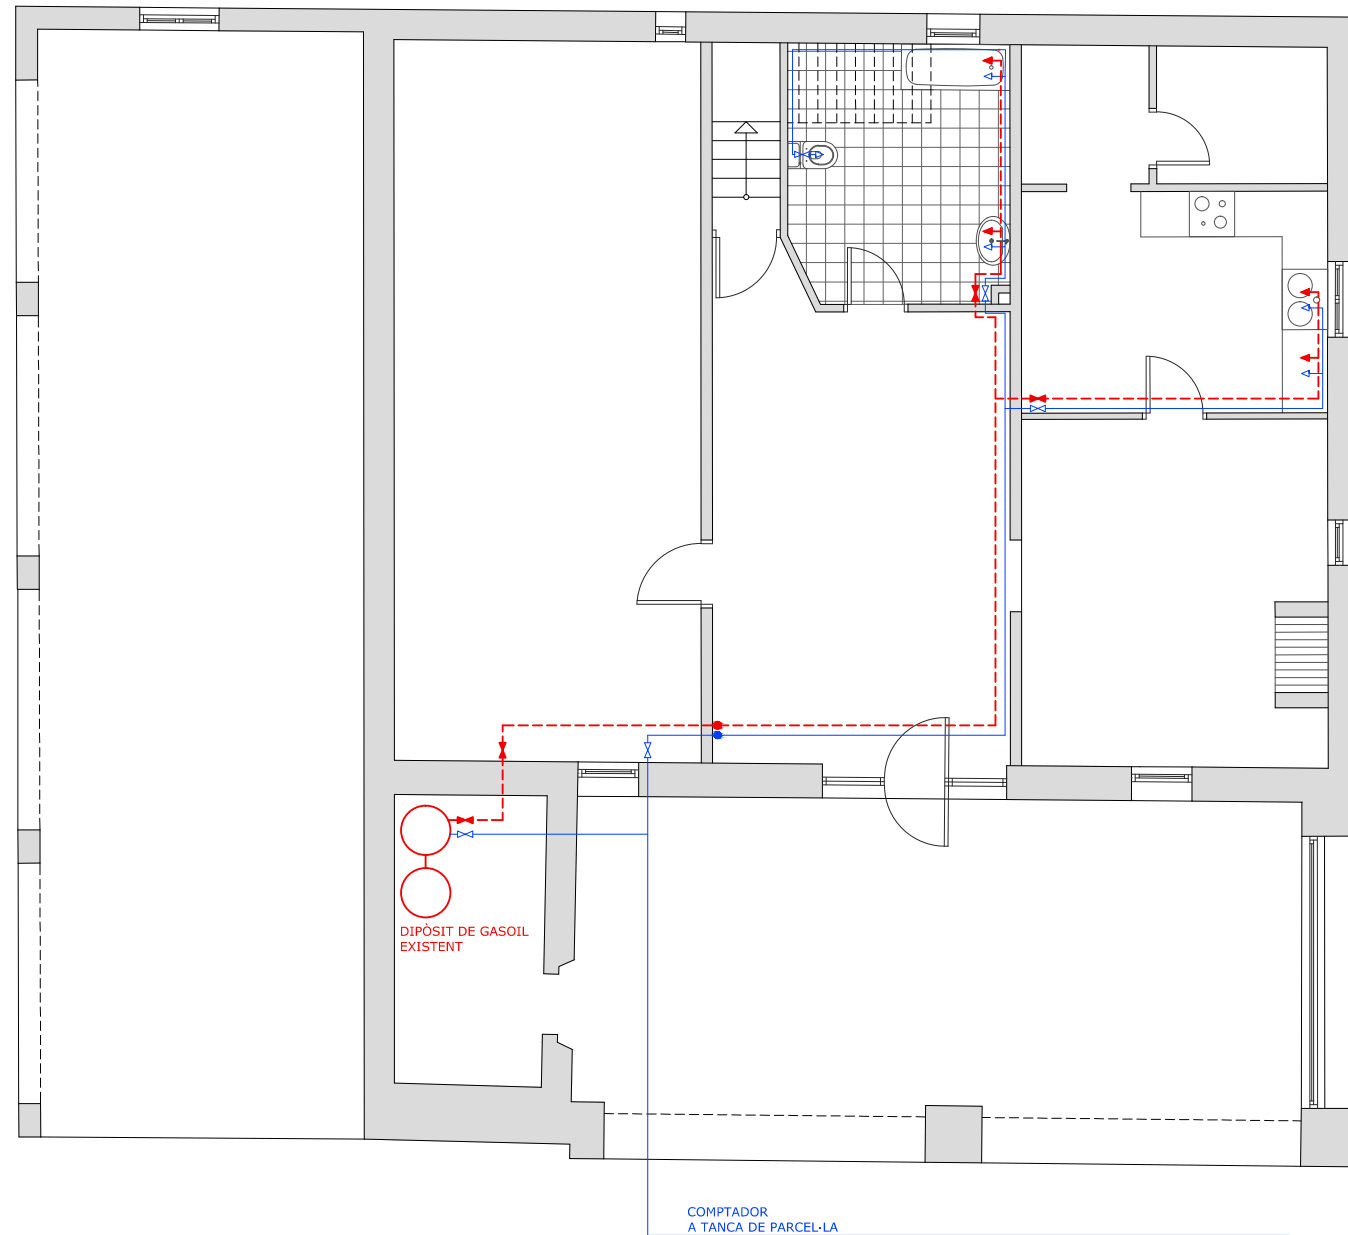 DIPÒSIT DE GASOIL
EXISTENT
COMPTADOR
A TANCA DE PARCEL·LA